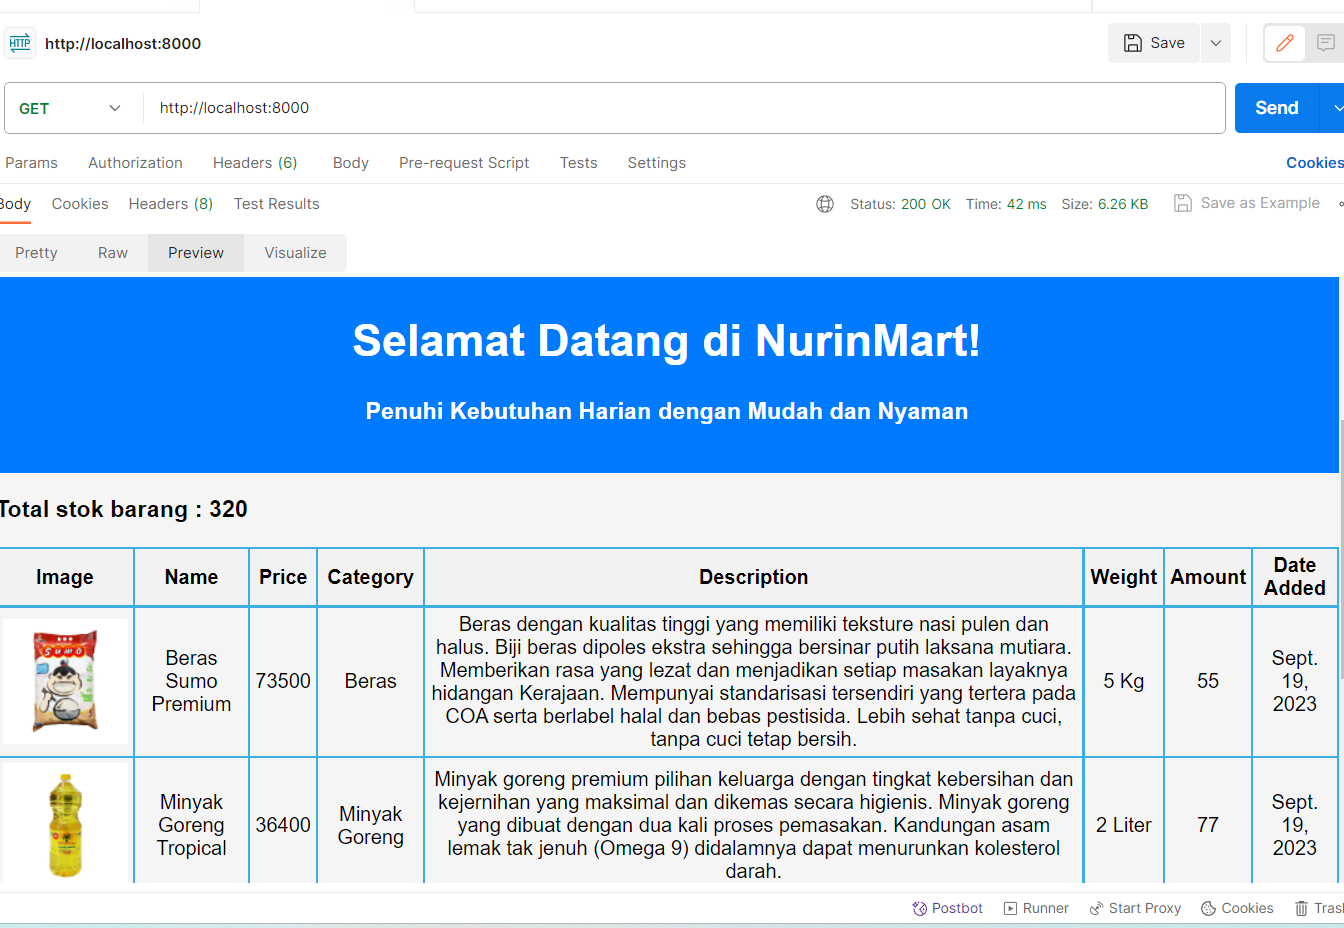 HTTP http://localhost:8000 Save
GET http://localhost:8000 Send
Params Authorization Headers (6) Body Pre-request Script Tests Settings Cookies
Body Cookies Headers (8) Test Results Status: 200 OK Time: 42 ms Size: 6.26 KB Save as Example
Pretty Raw Preview Visualize
Selamat Datang di NurinMart!
Penuhi Kebutuhan Harian dengan Mudah dan Nyaman
Total stok barang : 320
Image Name Price Category Description Weight Amount Date
Added
SUMO
Beras
Sumo
Premium
73500
Beras
Beras dengan kualitas tinggi yang memiliki teksture nasi pulen dan
halus. Biji beras dipoles ekstra sehingga bersinar putih laksana mutiara.
Memberikan rasa yang lezat dan menjadikan setiap masakan layaknya
hidangan Kerajaan. Mempunyai standarisasi tersendiri yang tertera pada
COA serta berlabel halal dan bebas pestisida. Lebih sehat tanpa cuci,
tanpa cuci tetap bersih.
5 Kg
55
Sept.
19,
2023
Minyak
Goreng
Tropical
36400
Minyak
Goreng
Minyak goreng premium pilihan keluarga dengan tingkat kebersihan dan
kejernihan yang maksimal dan dikemas secara higienis. Minyak goreng
yang dibuat dengan dua kali proses pemasakan. Kandungan asam
lemak tak jenuh (Omega 9) didalamnya dapat menurunkan kolesterol
darah.
2 Liter
77
Sept.
19,
2023
Postbot Runner Start Proxy Cookies Trash